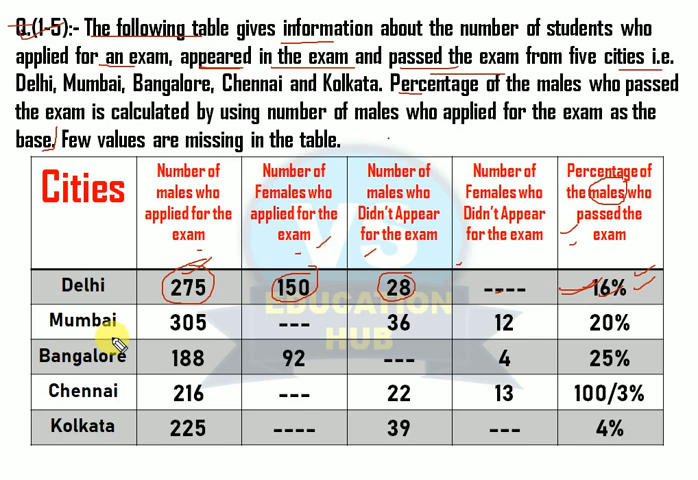 Q.(1-5):- The following table gives information about the number of students who
applied for an exam, appeared in the exam and passed the exam from five cities i.e.
Delhi, Mumbai, Bangalore, Chennai and Kolkata. Percentage of the males who passed
the exam is calculated by using number of males who applied for the exam as the
base. Few values are missing in the table.
Cities
Number of
males who
applied for the
exam
Number of
Females who
applied for the
exam
Number of
males who
Didn't Appear
for the exam
Number of
Females who
Didn't Appear
for the exam
Percentage of
the males who
passed the
exam
Delhi 275 150 28 ---- 16%
Mumbai 305 --- 36 12 20%
Bangalore 188 92 --- 4 25%
Chennai 216 --- 22 13 100/3%
Kolkata 225 ---- 39 --- 4%
VS
EDUCATION
HUB